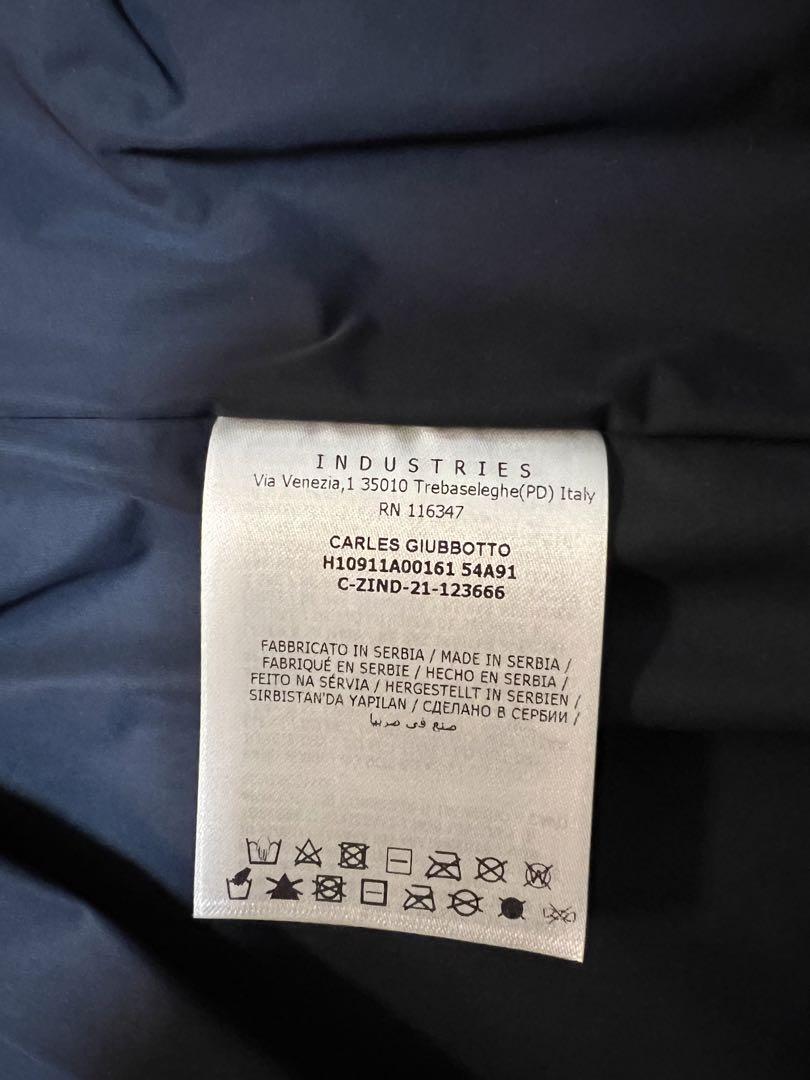 INDUSTRIES
Via Venezia,1 35010 Trebaseleghe(PD) Italy
RN 116347
CARLES GIUBBOTTO
H10911A00161 54A91
C-ZIND-21-123666
FABBRICATO IN SERBIA / MADE IN SERBIA /
FABRIQUÉ EN SERBIE / HECHO EN SERBIA /
FEITO NA SÉRVIA / HERGESTELLT IN SERBIEN /
SIRBISTAN'DA YAPILAN / СДЕЛАНО В СЕРБИИ /
صنع في صربيا